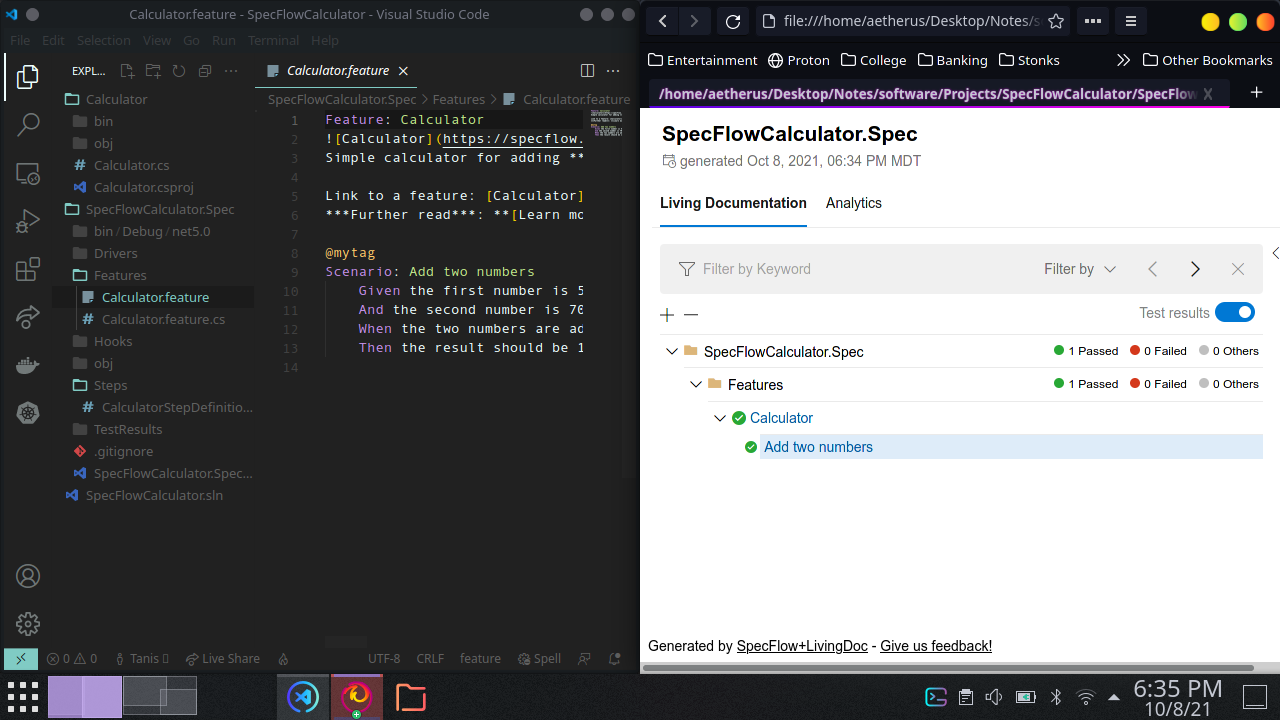 Calculator.feature - SpecFlowCalculator - Visual Studio Code
File Edit Selection View Go Run Terminal Help
EXPL...
Calculator
bin
obj
Calculator.cs
Calculator.csproj
SpecFlowCalculator.Spec
bin / Debug / net5.0
Drivers
Features
Calculator.feature
Calculator.feature.cs
Hooks
obj
Steps
CalculatorStepDefinitio...
TestResults
.gitignore
SpecFlowCalculator.Spec...
SpecFlowCalculator.sln
Calculator.feature
SpecFlowCalculator.Spec > Features > Calculator.feature
1 Feature: Calculator
2 ![Calculator](https://specflow.
3 Simple calculator for adding **
4
5 Link to a feature: [Calculator]
6 ***Further read***: **[Learn mo
7
8 @mytag
9 Scenario: Add two numbers
10 Given the first number is 5
11 And the second number is 70
12 When the two numbers are ad
13 Then the result should be 1
14
0 0 Tanis Live Share UTF-8 CRLF feature Spell
file:///home/aetherus/Desktop/Notes/s
Entertainment Proton College Banking Stonks Other Bookmarks
/home/aetherus/Desktop/Notes/software/Projects/SpecFlowCalculator/SpecFlow
SpecFlowCalculator.Spec
generated Oct 8, 2021, 06:34 PM MDT
Living Documentation Analytics
Filter by Keyword Filter by
Test results
SpecFlowCalculator.Spec 1 Passed 0 Failed 0 Others
Features 1 Passed 0 Failed 0 Others
Calculator
Add two numbers
Generated by SpecFlow+LivingDoc - Give us feedback!
6:35 PM
10/8/21